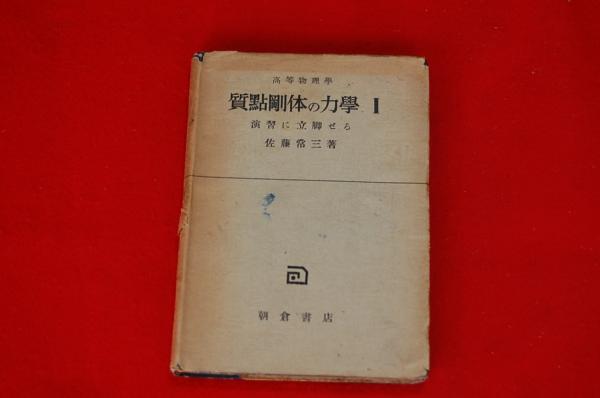 高等物理學
質點剛体の力學 I
演習に立脚せる
佐藤常三著
朝倉書店